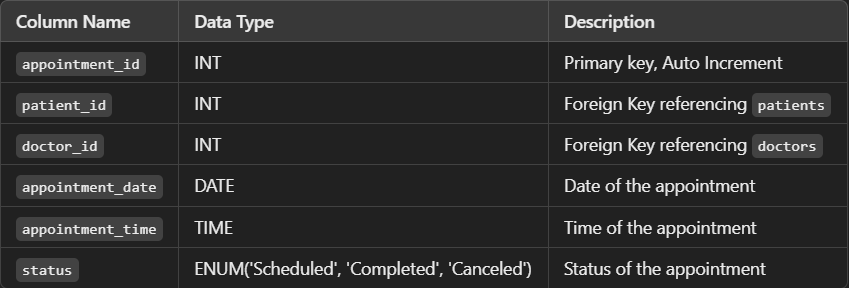 Column Name Data Type Description
appointment_id INT Primary key, Auto Increment
patient_id INT Foreign Key referencing patients
doctor_id INT Foreign Key referencing doctors
appointment_date DATE Date of the appointment
appointment_time TIME Time of the appointment
status ENUM('Scheduled', 'Completed', 'Canceled') Status of the appointment